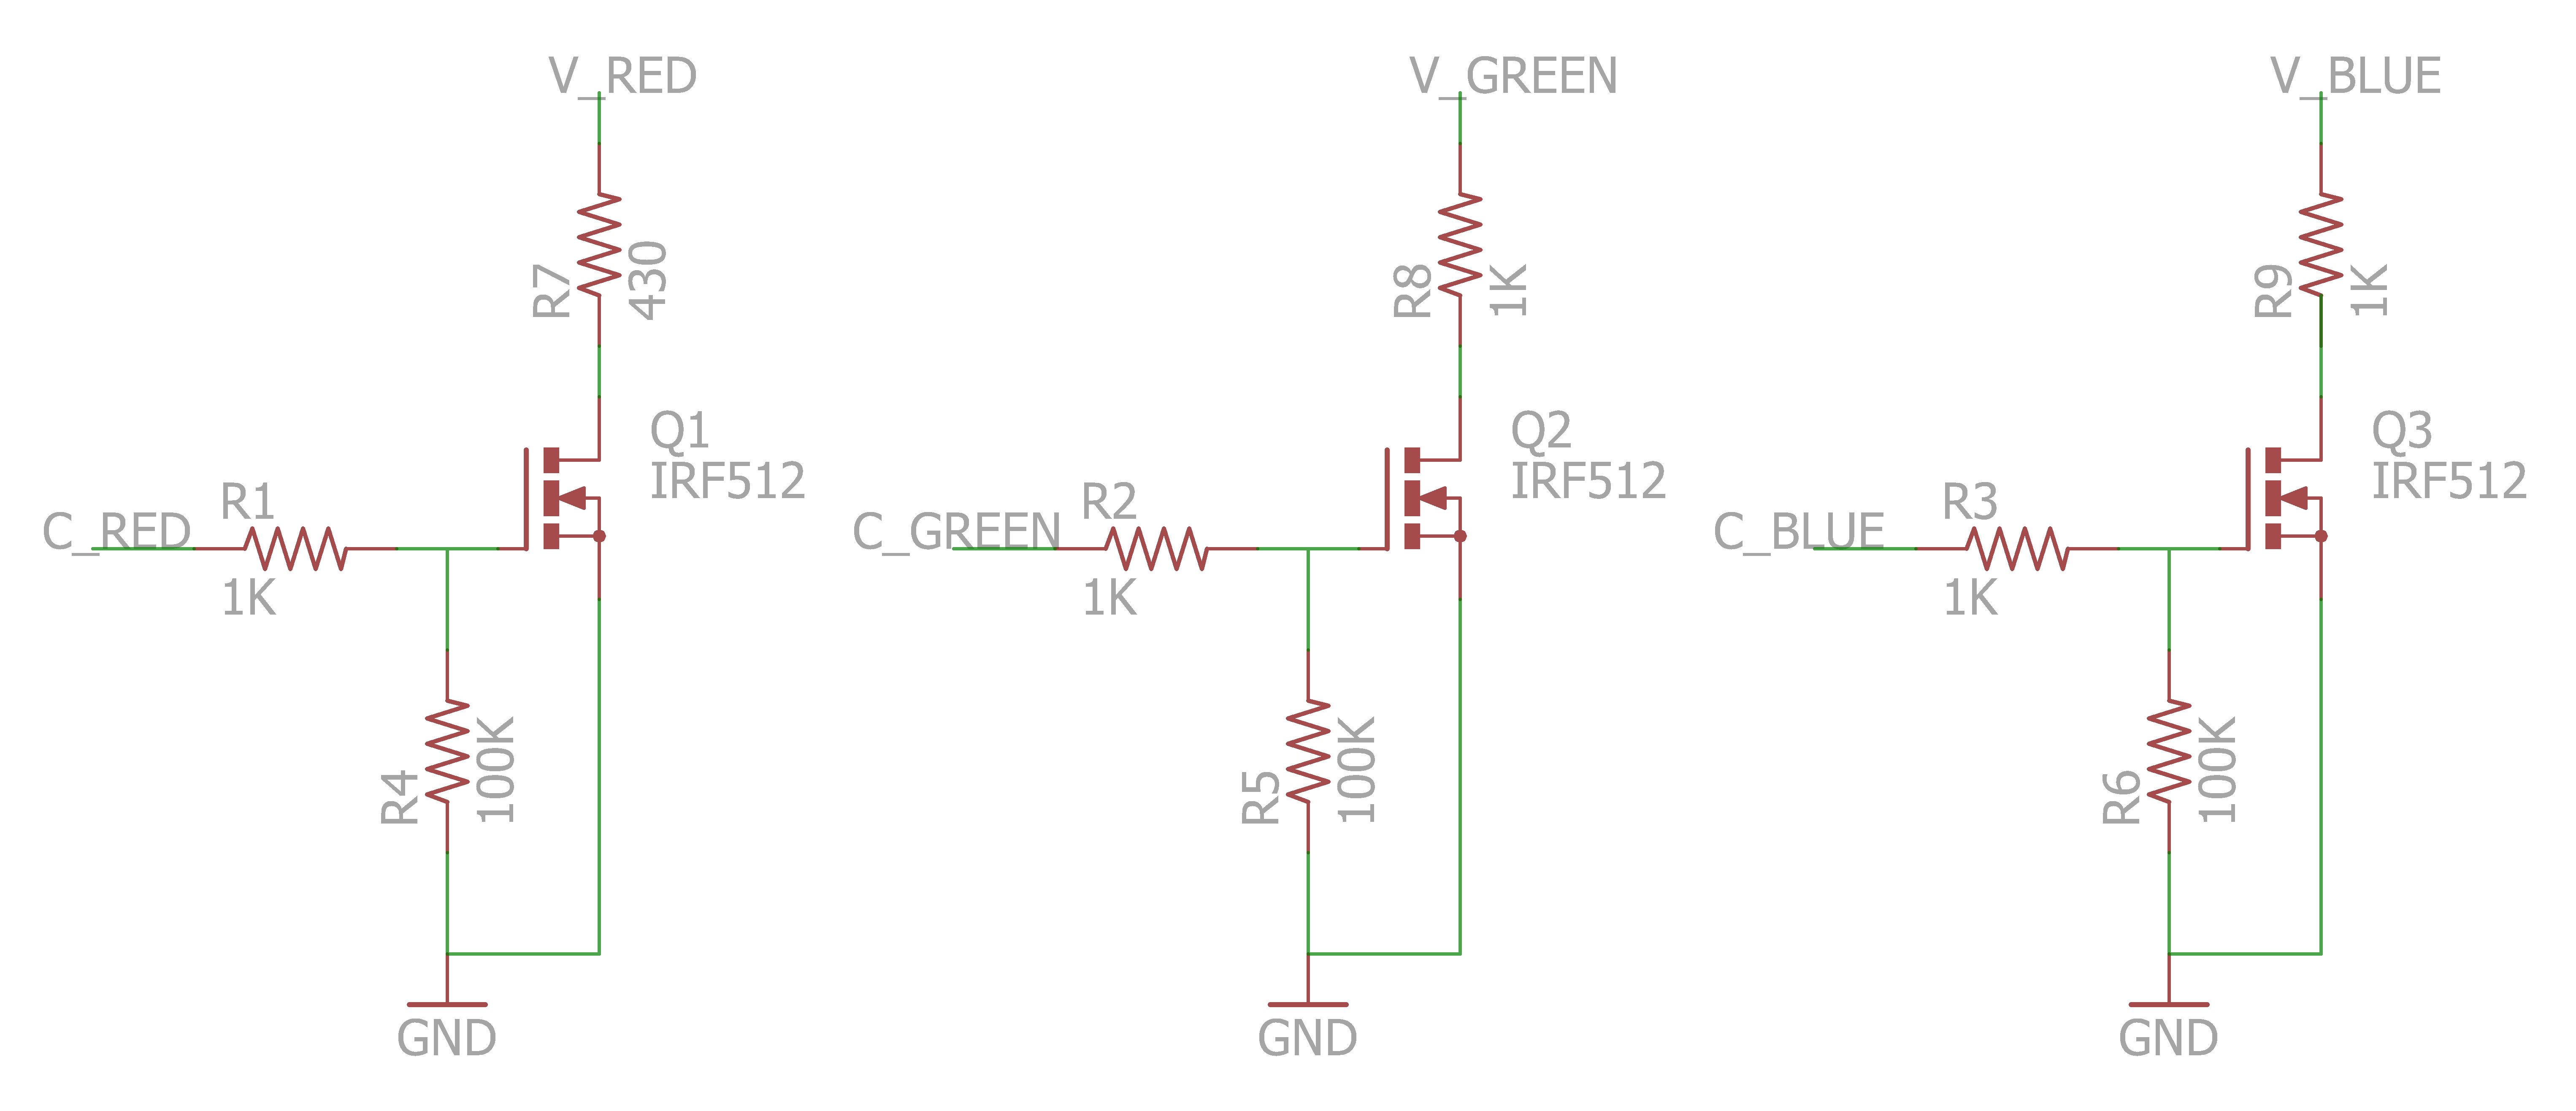 V_RED
R7
430
Q1
IRF512
R1
C_RED
1K
R4
100K
GND
V_GREEN
R8
1K
Q2
IRF512
R2
C_GREEN
1K
R5
100K
GND
V_BLUE
R9
1K
Q3
IRF512
R3
C_BLUE
1K
R6
100K
GND